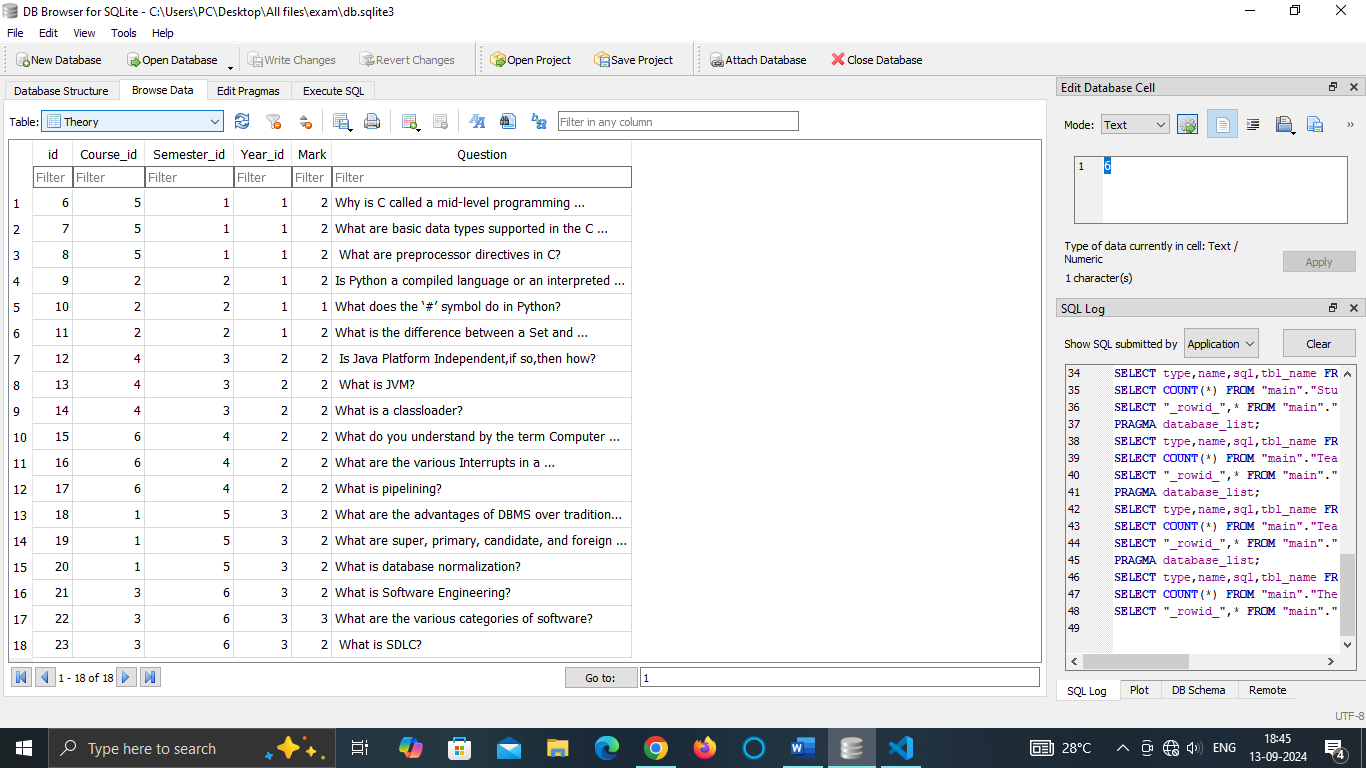 DB Browser for SQLite - C:\Users\PC\Desktop\All files\exam\db.sqlite3
File Edit View Tools Help
New Database Open Database Write Changes Revert Changes Open Project Save Project Attach Database Close Database
Database Structure Browse Data Edit Pragmas Execute SQL
Table: Theory Filter in any column
id Course_id Semester_id Year_id Mark Question
Filter Filter Filter Filter Filter Filter
1 6 5 1 1 2 Why is C called a mid-level programming ...
2 7 5 1 1 2 What are basic data types supported in the C ...
3 8 5 1 1 2 What are preprocessor directives in C?
4 9 2 2 1 2 Is Python a compiled language or an interpreted ...
5 10 2 2 1 1 What does the ‘#’ symbol do in Python?
6 11 2 2 1 2 What is the difference between a Set and ...
7 12 4 3 2 2 Is Java Platform Independent,if so,then how?
8 13 4 3 2 2 What is JVM?
9 14 4 3 2 2 What is a classloader?
10 15 6 4 2 2 What do you understand by the term Computer ...
11 16 6 4 2 2 What are the various Interrupts in a ...
12 17 6 4 2 2 What is pipelining?
13 18 1 5 3 2 What are the advantages of DBMS over tradition...
14 19 1 5 3 2 What are super, primary, candidate, and foreign ...
15 20 1 5 3 2 What is database normalization?
16 21 3 6 3 2 What is Software Engineering?
17 22 3 6 3 3 What are the various categories of software?
18 23 3 6 3 2 What is SDLC?
1 - 18 of 18 Go to: 1
Edit Database Cell
Mode: Text
1 6
Type of data currently in cell: Text /
Numeric
1 character(s)
Apply
SQL Log
Show SQL submitted by Application Clear
34 SELECT type,name,sql,tbl_name FR
35 SELECT COUNT(*) FROM "main"."Stu
36 SELECT "_rowid_",* FROM "main"."
37 PRAGMA database_list;
38 SELECT type,name,sql,tbl_name FR
39 SELECT COUNT(*) FROM "main"."Tea
40 SELECT "_rowid_",* FROM "main"."
41 PRAGMA database_list;
42 SELECT type,name,sql,tbl_name FR
43 SELECT COUNT(*) FROM "main"."Tea
44 SELECT "_rowid_",* FROM "main"."
45 PRAGMA database_list;
46 SELECT type,name,sql,tbl_name FR
47 SELECT COUNT(*) FROM "main"."The
48 SELECT "_rowid_",* FROM "main"."
49
SQL Log Plot DB Schema Remote
UTF-8
Type here to search
28°C ENG
18:45
13-09-2024
4